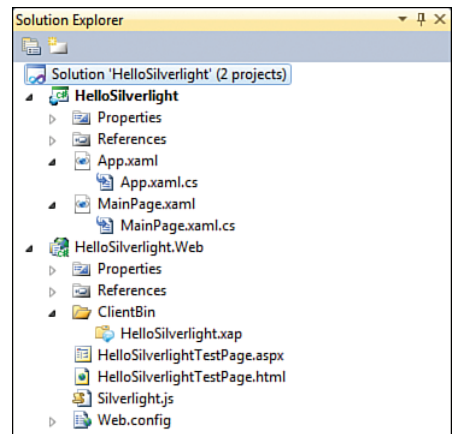 Solution Explorer
Solution 'HelloSilverlight' (2 projects)
HelloSilverlight
Properties
References
App.xaml
App.xaml.cs
MainPage.xaml
MainPage.xaml.cs
HelloSilverlight.Web
Properties
References
ClientBin
HelloSilverlight.xap
HelloSilverlightTestPage.aspx
HelloSilverlightTestPage.html
Silverlight.js
Web.config